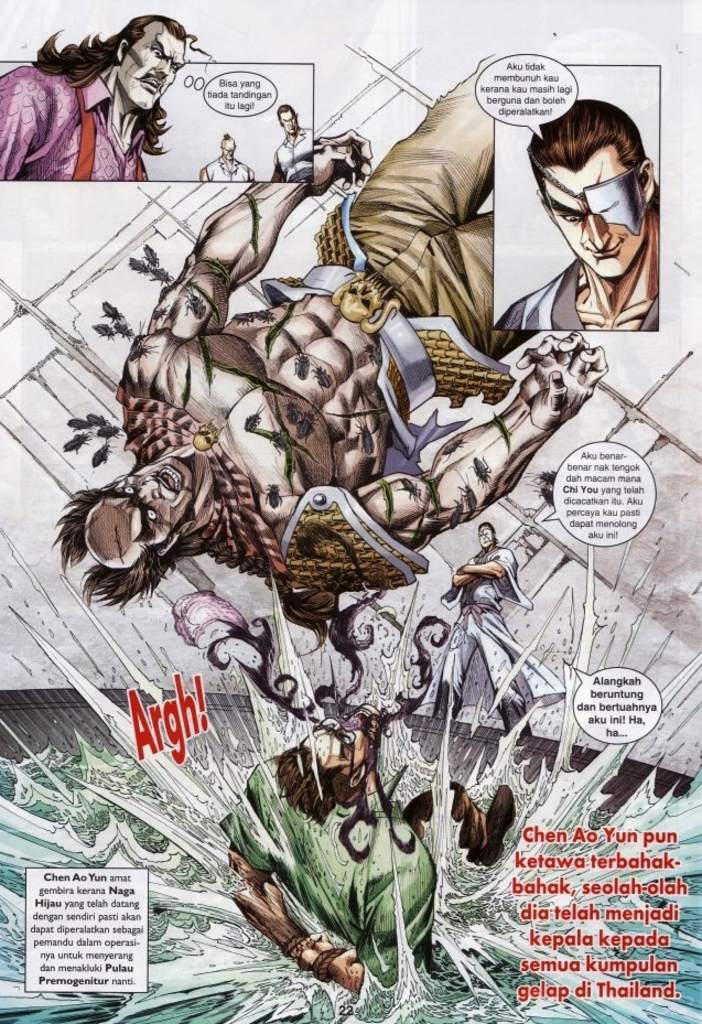 Bisa yang
tiada tandingan
itu lagi!
Aku tidak
membunuh kau
kerana kau masih lagi
berguna dan boleh
diperalatkan.
Aku benar-
benar nak tengok
dapat macam mana
Chi You yang telah
dicacatkan itu. Aku
percaya kau pasti
dapat menolong
aku ini!
Alangkah
beruntung
dan bertuahnya
aku ini! Ha,
ha...
Argh!
Chen Ao Yun amat
gembira kerana Naga
Hijau yang telah datang
dengan sendiri pasti akan
dapat diperalatkan sebagai
pemandu dalam operasi-
nya untuk menyerang
dan menakluki Pulau
Premogenitur nanti.
Chen Ao Yun pun
ketawa terbahak-
bahak, seolah-olah
dia telah menjadi
kepala kepada
semua kumpulan
gelap di Thailand.
22